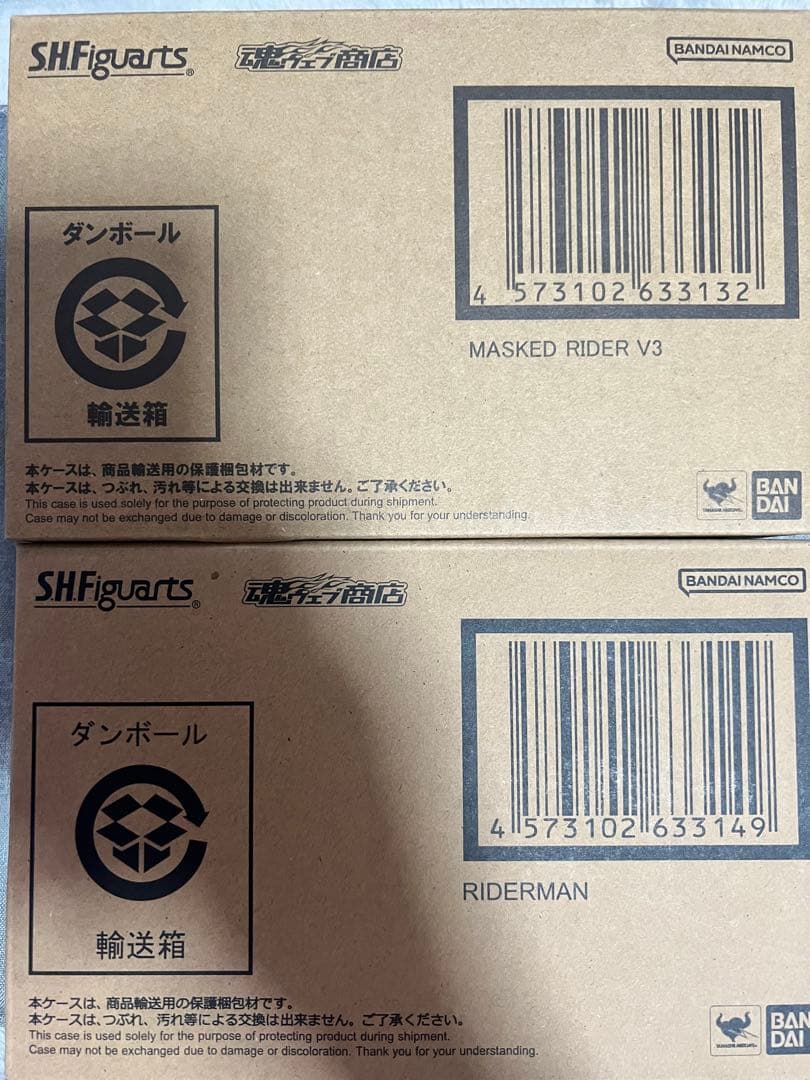 S.H.Figuarts®
魂ウェブ商店
BANDAI NAMCO
4 573102 633132
MASKED RIDER V3
ダンボール
輸送箱
本ケースは、商品輸送用の保護梱包材です。
本ケースは、つぶれ、汚れ等による交換は出来ません。ご了承ください。
This case is used solely for the purpose of protecting product during shipment.
Case may not be exchanged due to damage or discoloration. Thank you for your understanding.
TAMASHII NATIONS
BAN
DAI
S.H.Figuarts®
魂ウェブ商店
BANDAI NAMCO
4 573102 633149
RIDERMAN
ダンボール
輸送箱
本ケースは、商品輸送用の保護梱包材です。
本ケースは、つぶれ、汚れ等による交換は出来ません。ご了承ください。
This case is used solely for the purpose of protecting product during shipment.
Case may not be exchanged due to damage or discoloration. Thank you for your understanding.
TAMASHII NATIONS
BAN
DAI